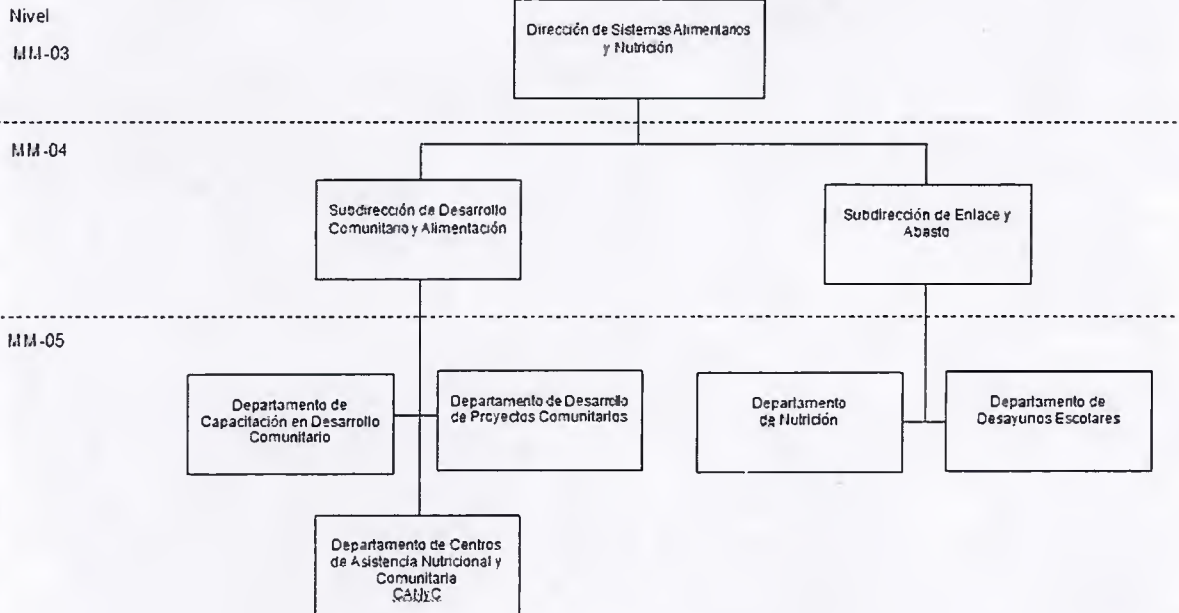 Nivel
MM-03
Dirección de Sistemas Alimentarios
y Nutrición
MM-04
Subdirección de Desarrollo
Comunitario y Alimentación
Subdirección de Enlace y
Abasto
MM-05
Departamento de
Capacitación en Desarrollo
Comunitario
Departamento de Desarrollo
de Proyectos Comunitarios
Departamento
de Nutrición
Departamento de
Desayunos Escolares
Departamento de Centros
de Asistencia Nutricional y
Comunitaria
CANyC